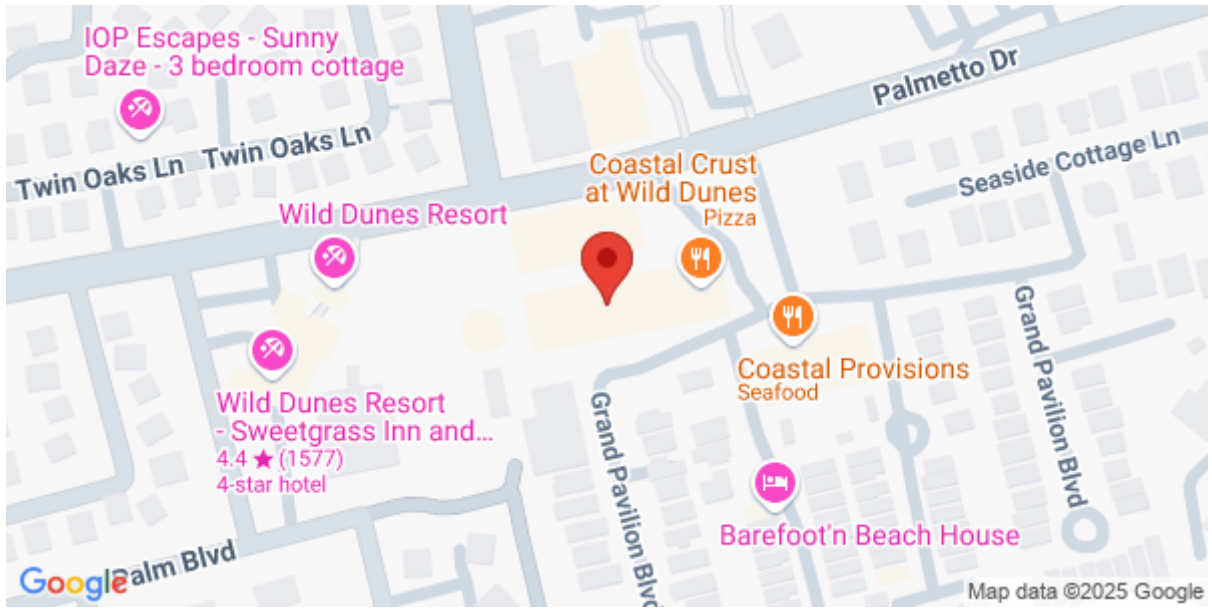 IOP Escapes - Sunny
Daze - 3 bedroom cottage
Palmetto Dr
Twin Oaks Ln
Twin Oaks Ln
Seaside Cottage Ln
Coastal Crust
at Wild Dunes
Pizza
Wild Dunes Resort
Grand Pavilion Blvd
Coastal Provisions
Seafood
Wild Dunes Resort
- Sweetgrass Inn and...
4.4 ★ (1577)
4-star hotel
Grand Pavilion Blvd
Barefoot'n Beach House
Palm Blvd
Google
Map data ©2025 Google